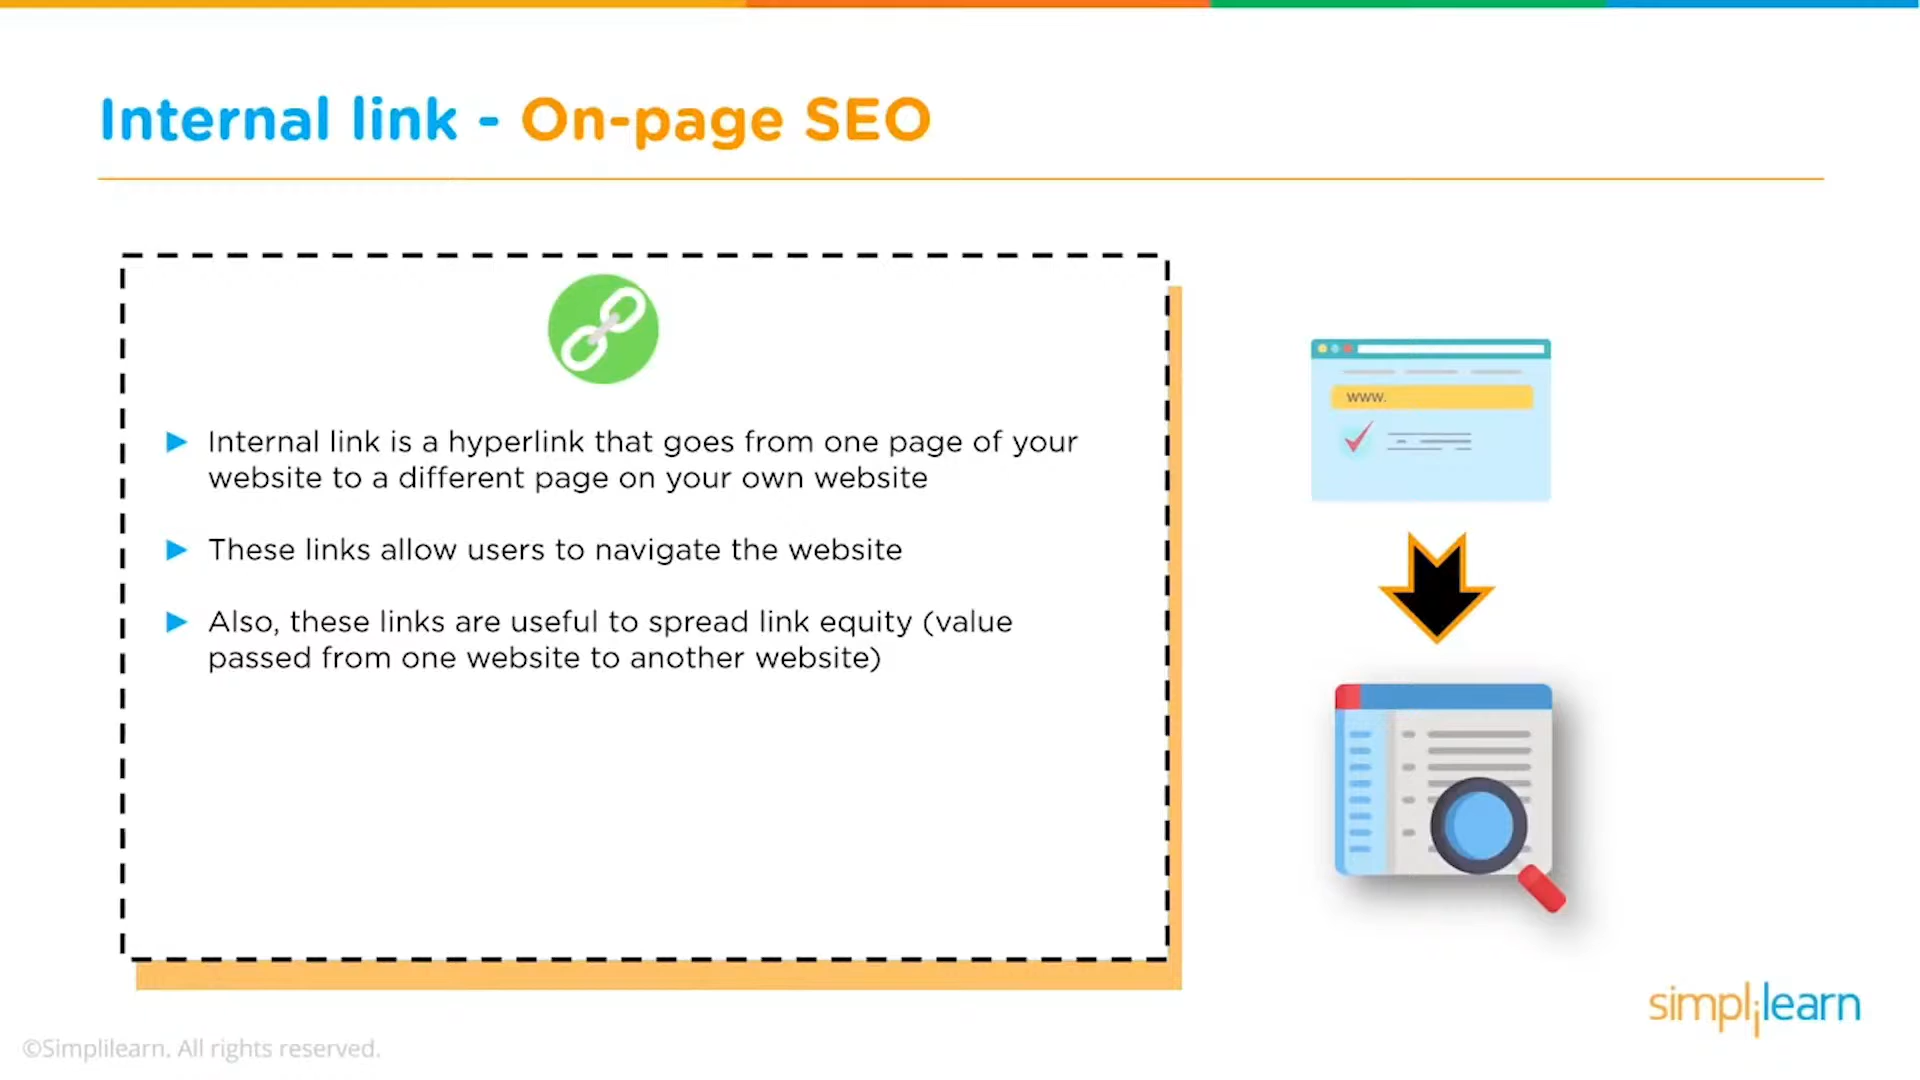 Internal link - On-page SEO
Internal link is a hyperlink that goes from one page of your
website to a different page on your own website
These links allow users to navigate the website
Also, these links are useful to spread link equity (value
passed from one website to another website)
www.
simplilearn
©Simplilearn. All rights reserved.